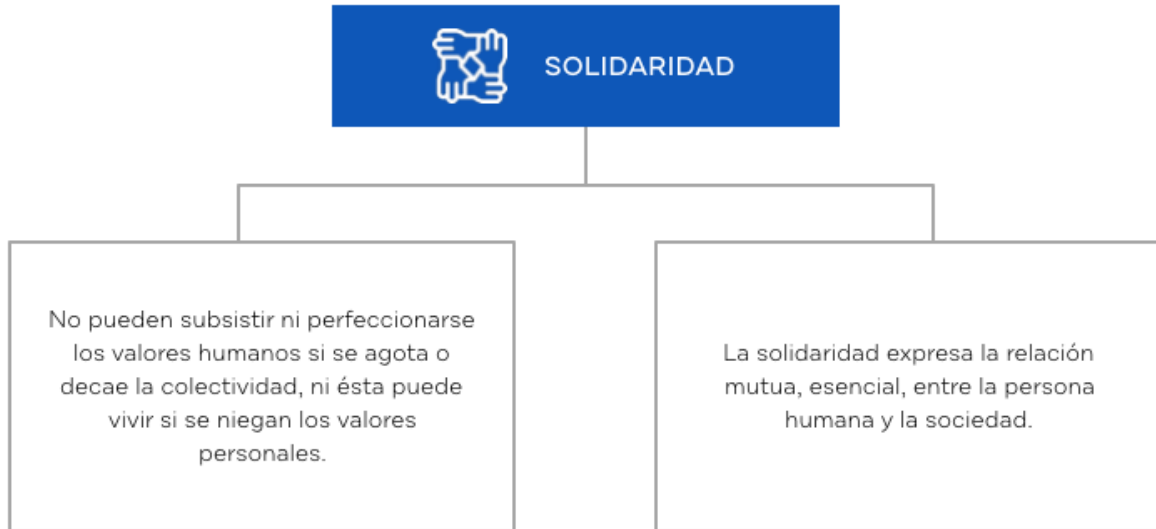 SOLIDARIDAD
No pueden subsistir ni perfeccionarse
los valores humanos si se agota o
decae la colectividad, ni ésta puede
vivir si se niegan los valores
personales.
La solidaridad expresa la relación
mutua, esencial, entre la persona
humana y la sociedad.